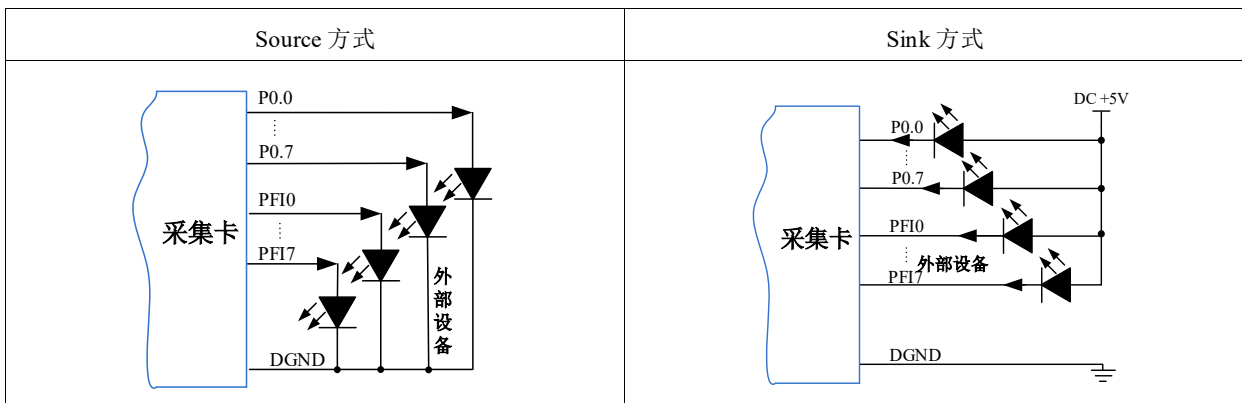 Source 方式
Sink 方式
P0.0
P0.7
PFI0
PFI7
采集卡
外部设备
DGND
DC +5V
P0.0
P0.7
PFI0
采集卡
外部设备
PFI7
DGND